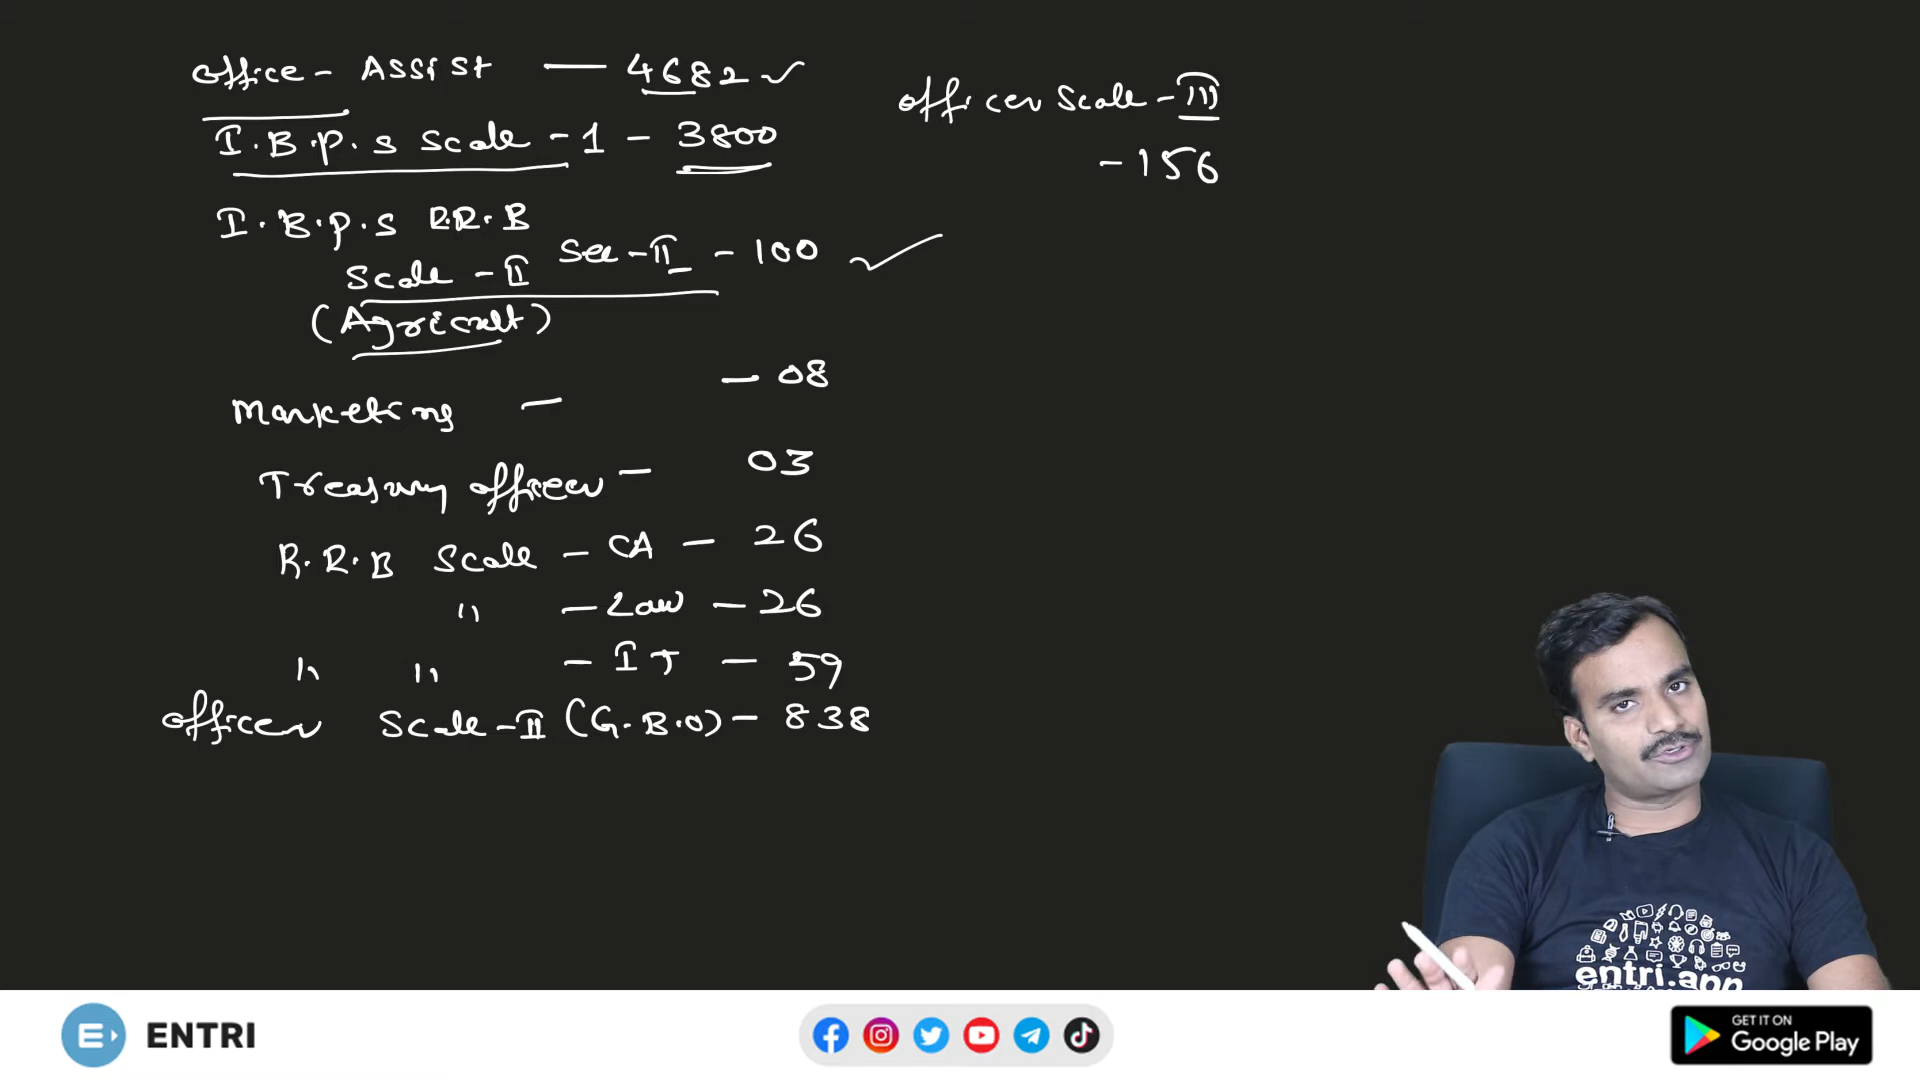 office - Assist — 4682
I.B.P.s Scale -1 - 3800
I.B.P.s R.R.B
Scale - II Sec - II - 100
(Agricult)
Marketing — - 08
Treasury officer - 03
R.R.B Scale - CA - 26
" - Law - 26
" " - IT - 59
officer Scale-II (G.B.O) - 838
officer Scale - III
- 156
entri.app
ENTRI
GET IT ON
Google Play